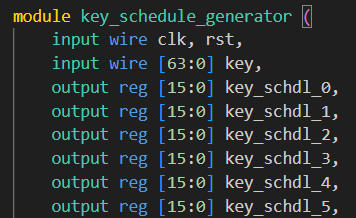 module key_schedule_generator (
input wire clk, rst,
input wire [63:0] key,
output reg [15:0] key_schdl_0,
output reg [15:0] key_schdl_1,
output reg [15:0] key_schdl_2,
output reg [15:0] key_schdl_3,
output reg [15:0] key_schdl_4,
output reg [15:0] key_schdl_5,